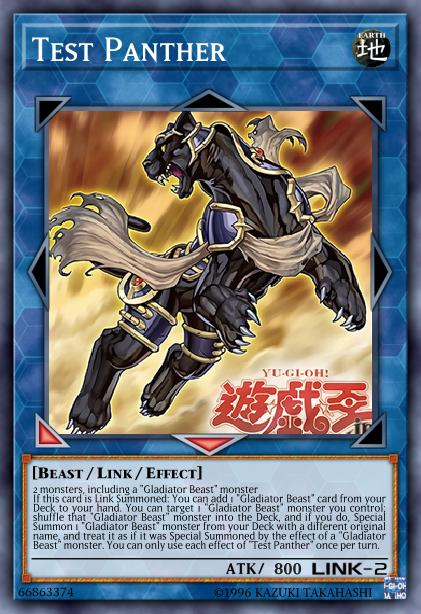 TEST PANTHER
EARTH
地
YU-GI-OH!
遊戯王
[BEAST / LINK / EFFECT]
2 monsters, including a "Gladiator Beast" monster
If this card is Link Summoned: You can add 1 "Gladiator Beast" card from your
Deck to your hand. You can target 1 "Gladiator Beast" monster you control;
shuffle that "Gladiator Beast" monster into the Deck, and if you do, Special
Summon 1 "Gladiator Beast" monster from your Deck with a different original
name, and treat it as if it was Special Summoned by the effect of a "Gladiator
Beast" monster. You can only use each effect of "Test Panther" once per turn.
ATK/ 800 LINK-2
66863374 ©1996 KAZUKI TAKAHASHI